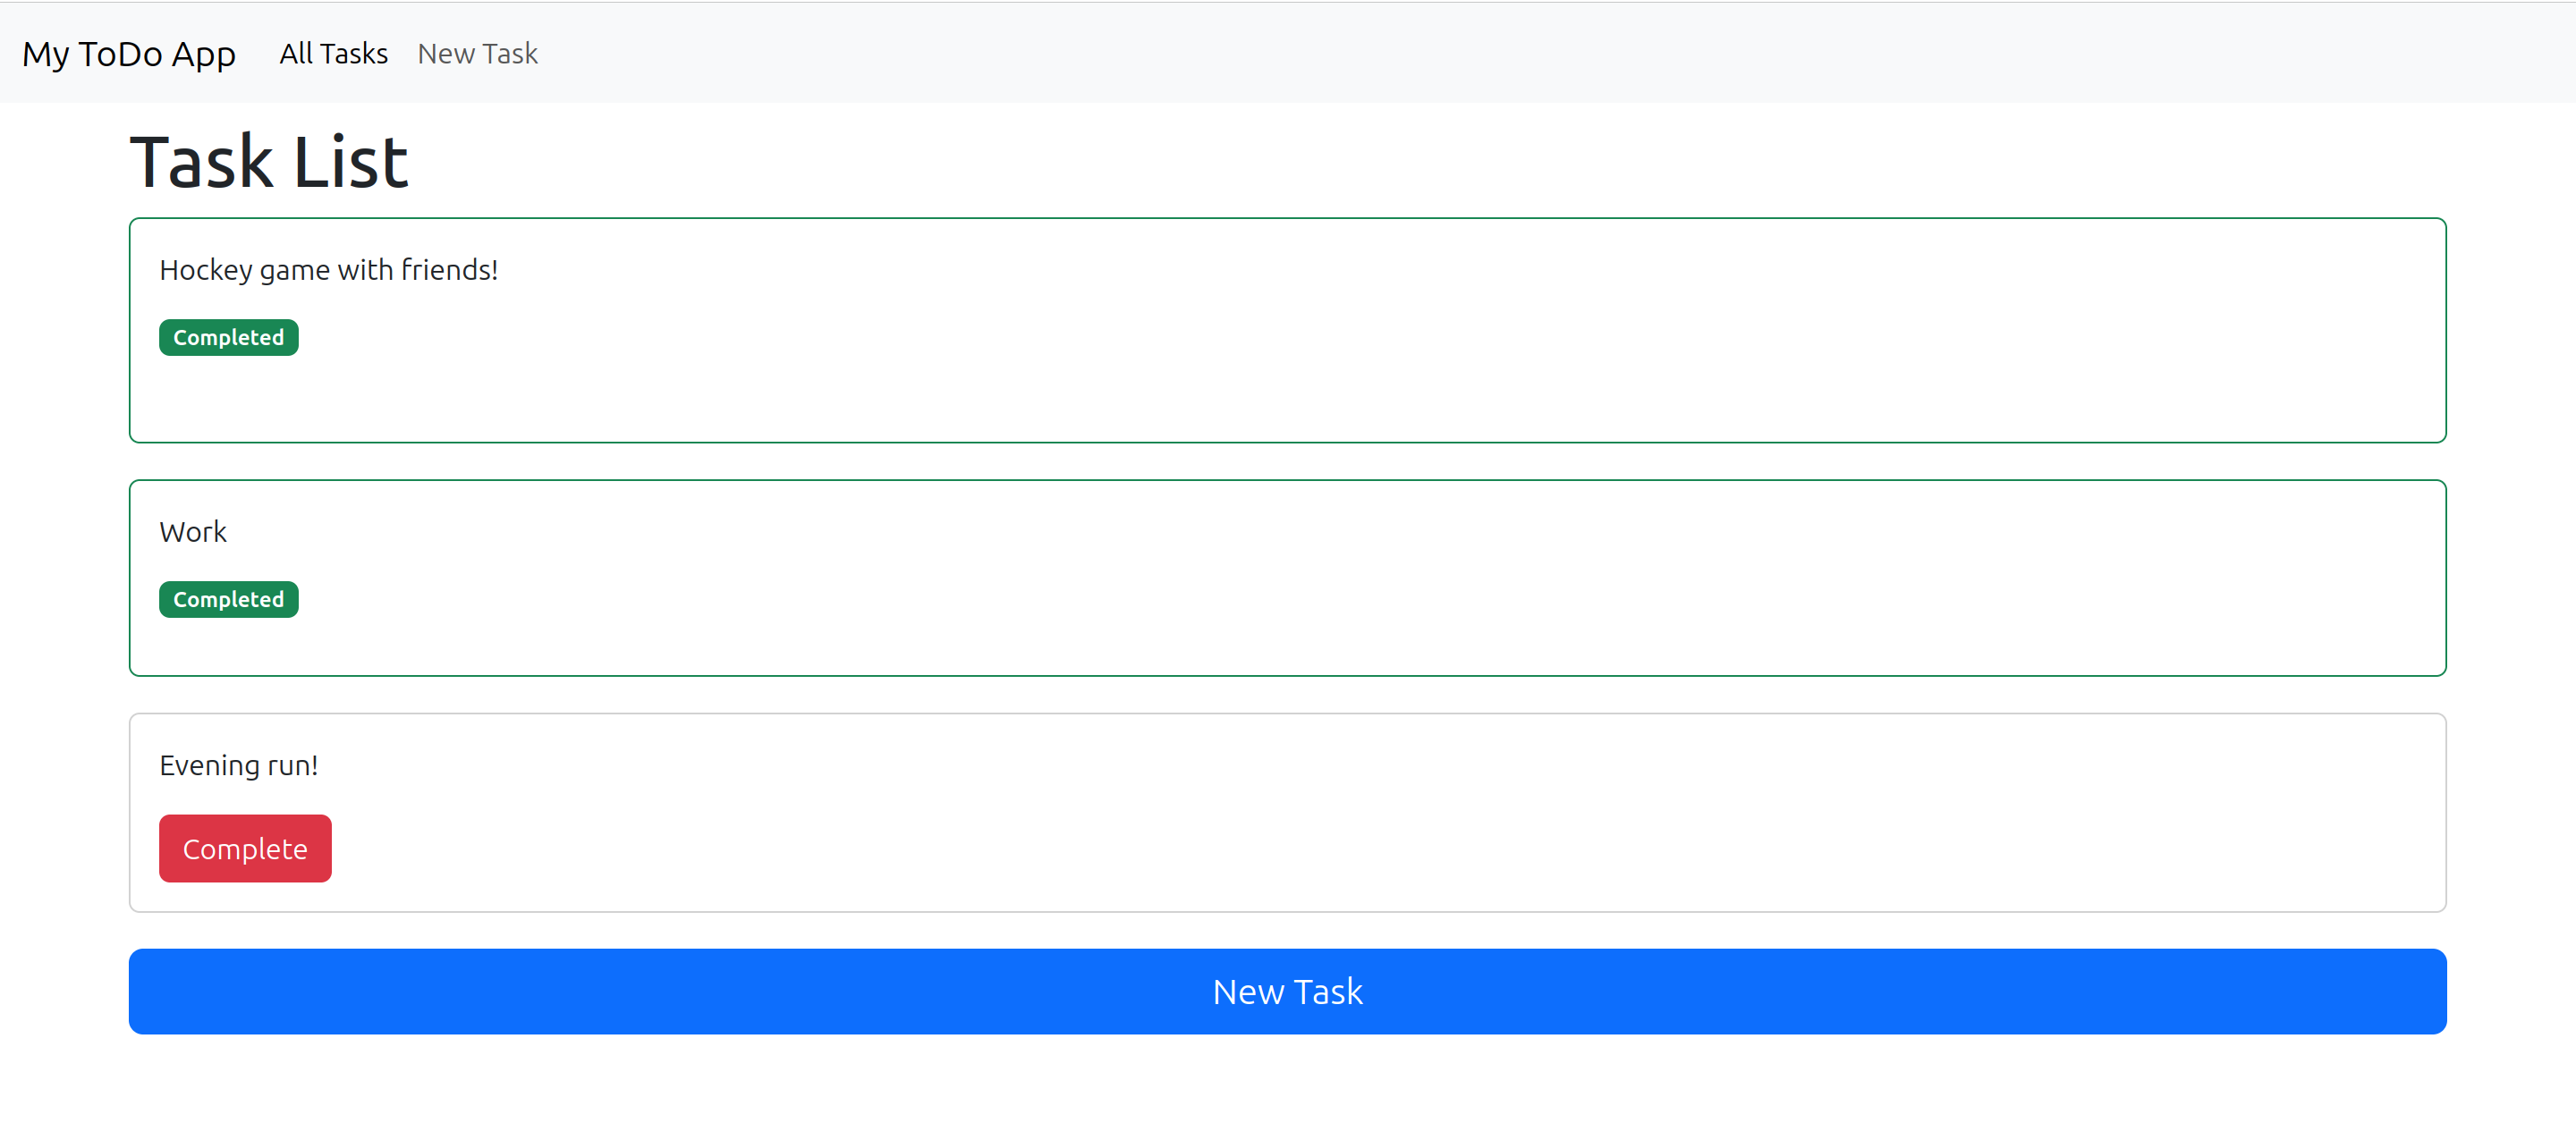 My ToDo App All Tasks New Task
Task List
Hockey game with friends!
Completed
Work
Completed
Evening run!
Complete
New Task